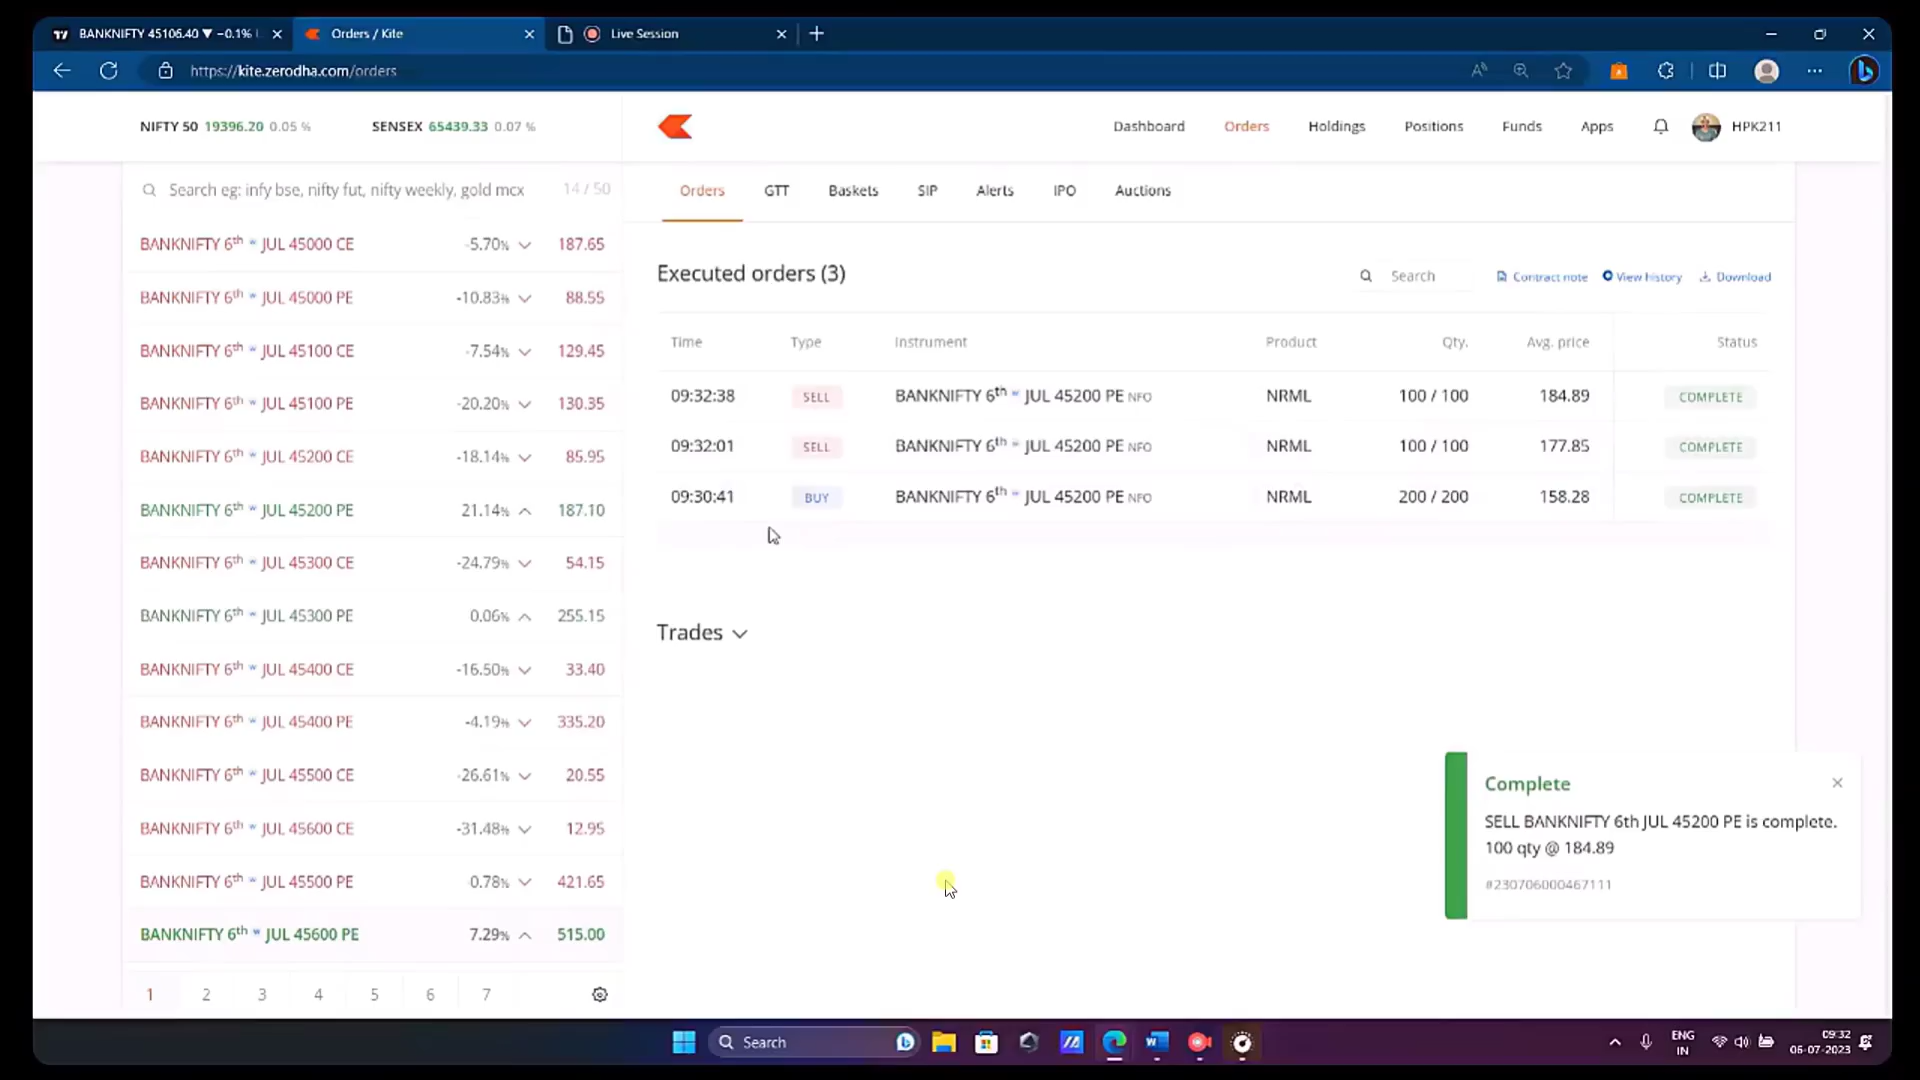 BANKNIFTY 45106.40 ▼ −0.1%
Orders / Kite
Live Session
https://kite.zerodha.com/orders
NIFTY 50 19396.20 0.05 %
SENSEX 65439.33 0.07 %
Dashboard
Orders
Holdings
Positions
Funds
Apps
HPK211
Search eg: infy bse, nifty fut, nifty weekly, gold mcx 14 / 50
Orders
GTT
Baskets
SIP
Alerts
IPO
Auctions
BANKNIFTY 6th w JUL 45000 CE -5.70% 187.65
BANKNIFTY 6th w JUL 45000 PE -10.83% 88.55
BANKNIFTY 6th w JUL 45100 CE -7.54% 129.45
BANKNIFTY 6th w JUL 45100 PE -20.20% 130.35
BANKNIFTY 6th w JUL 45200 CE -18.14% 85.95
BANKNIFTY 6th w JUL 45200 PE 21.14% 187.10
BANKNIFTY 6th w JUL 45300 CE -24.79% 54.15
BANKNIFTY 6th w JUL 45300 PE 0.06% 255.15
BANKNIFTY 6th w JUL 45400 CE -16.50% 33.40
BANKNIFTY 6th w JUL 45400 PE -4.19% 335.20
BANKNIFTY 6th w JUL 45500 CE -26.61% 20.55
BANKNIFTY 6th w JUL 45600 CE -31.48% 12.95
BANKNIFTY 6th w JUL 45500 PE 0.78% 421.65
BANKNIFTY 6th w JUL 45600 PE 7.29% 515.00
1 2 3 4 5 6 7
Executed orders (3)
Search
Contract note
View history
Download
Time Type Instrument Product Qty. Avg. price Status
09:32:38 SELL BANKNIFTY 6th w JUL 45200 PE NFO NRML 100 / 100 184.89 COMPLETE
09:32:01 SELL BANKNIFTY 6th w JUL 45200 PE NFO NRML 100 / 100 177.85 COMPLETE
09:30:41 BUY BANKNIFTY 6th w JUL 45200 PE NFO NRML 200 / 200 158.28 COMPLETE
Trades
Complete
SELL BANKNIFTY 6th JUL 45200 PE is complete.
100 qty @ 184.89
#230706000467111
Search
ENG
IN
09:32
06-07-2023